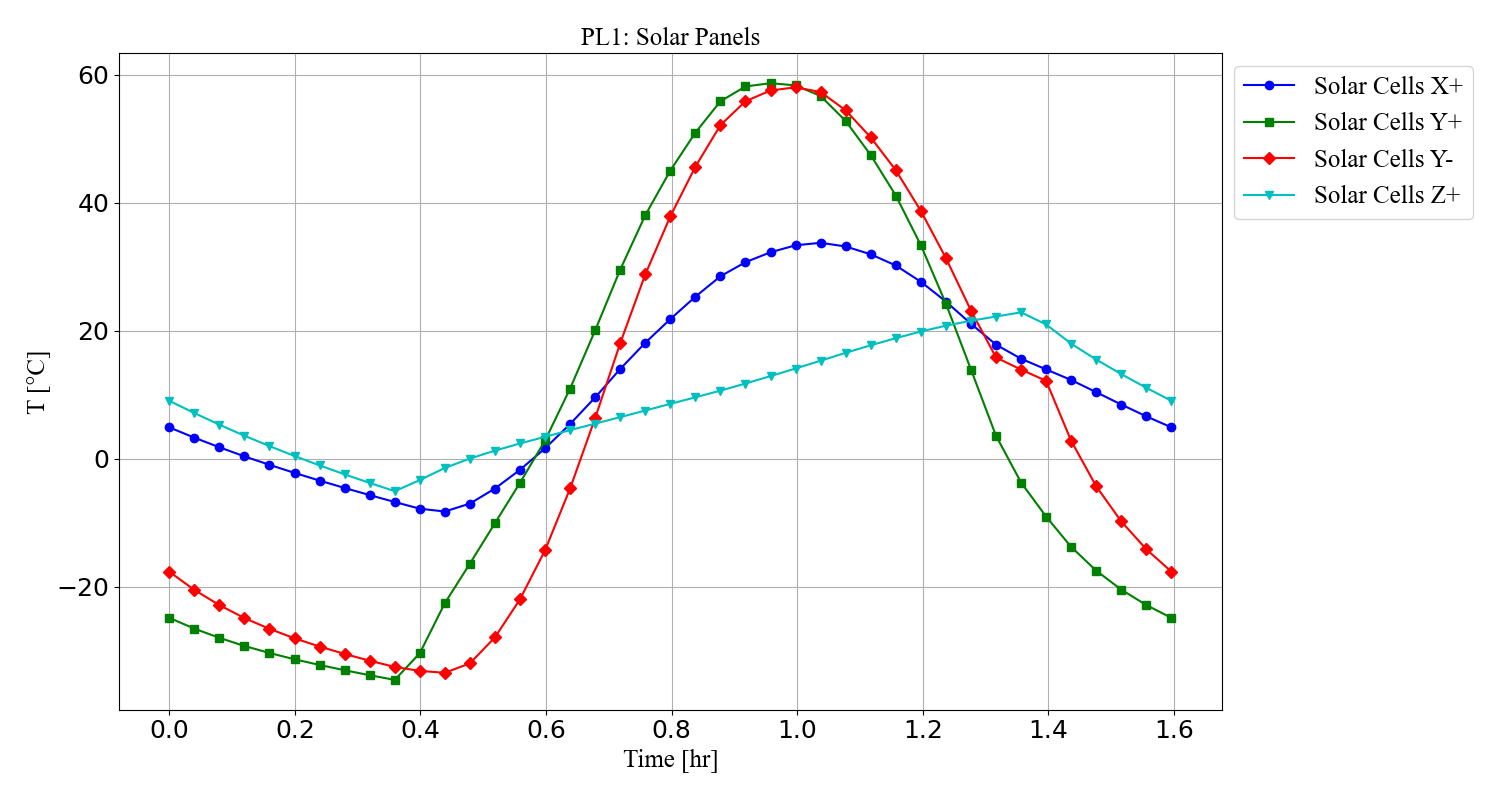 PL1: Solar Panels
60
40
20
0
−20
T [°C]
0.0 0.2 0.4 0.6 0.8 1.0 1.2 1.4 1.6
Time [hr]
Solar Cells X+
Solar Cells Y+
Solar Cells Y-
Solar Cells Z+